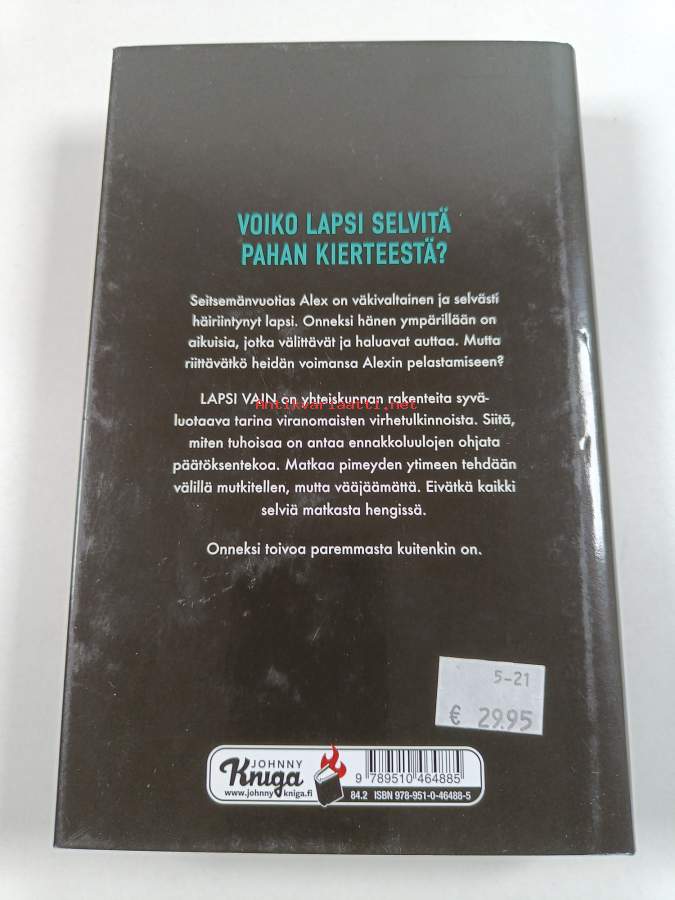 VOIKO LAPSI SELVITÄ
PAHAN KIERTEESTÄ?
Seitsemänvuotias Alex on väkivaltainen ja selvästi
häiriintynyt lapsi. Onneksi hänen ympärillään on
aikuisia, jotka välittävät ja haluavat auttaa. Mutta
riittävätkö heidän voimansa Alexin pelastamiseen?
LAPSI VAIN on yhteiskunnan rakenteita syvä-
Antikvariaatti.net
luotaava tarina viranomaisten virhetulkinnoista. Siitä,
miten tuhoisaa on antaa ennakkoluulojen ohjata
päätöksentekoa. Matkaa pimeyden ytimeen tehdään
välillä mutkitellen, mutta vääjäämättä. Eivätkä kaikki
selviä matkasta hengissä.
Onneksi toivoa paremmasta kuitenkin on.
5-21
€ 29.95
JOHNNY
Kniga
www.johnnykniga.fi
9 789510 464885
84.2 ISBN 978-951-0-46488-5